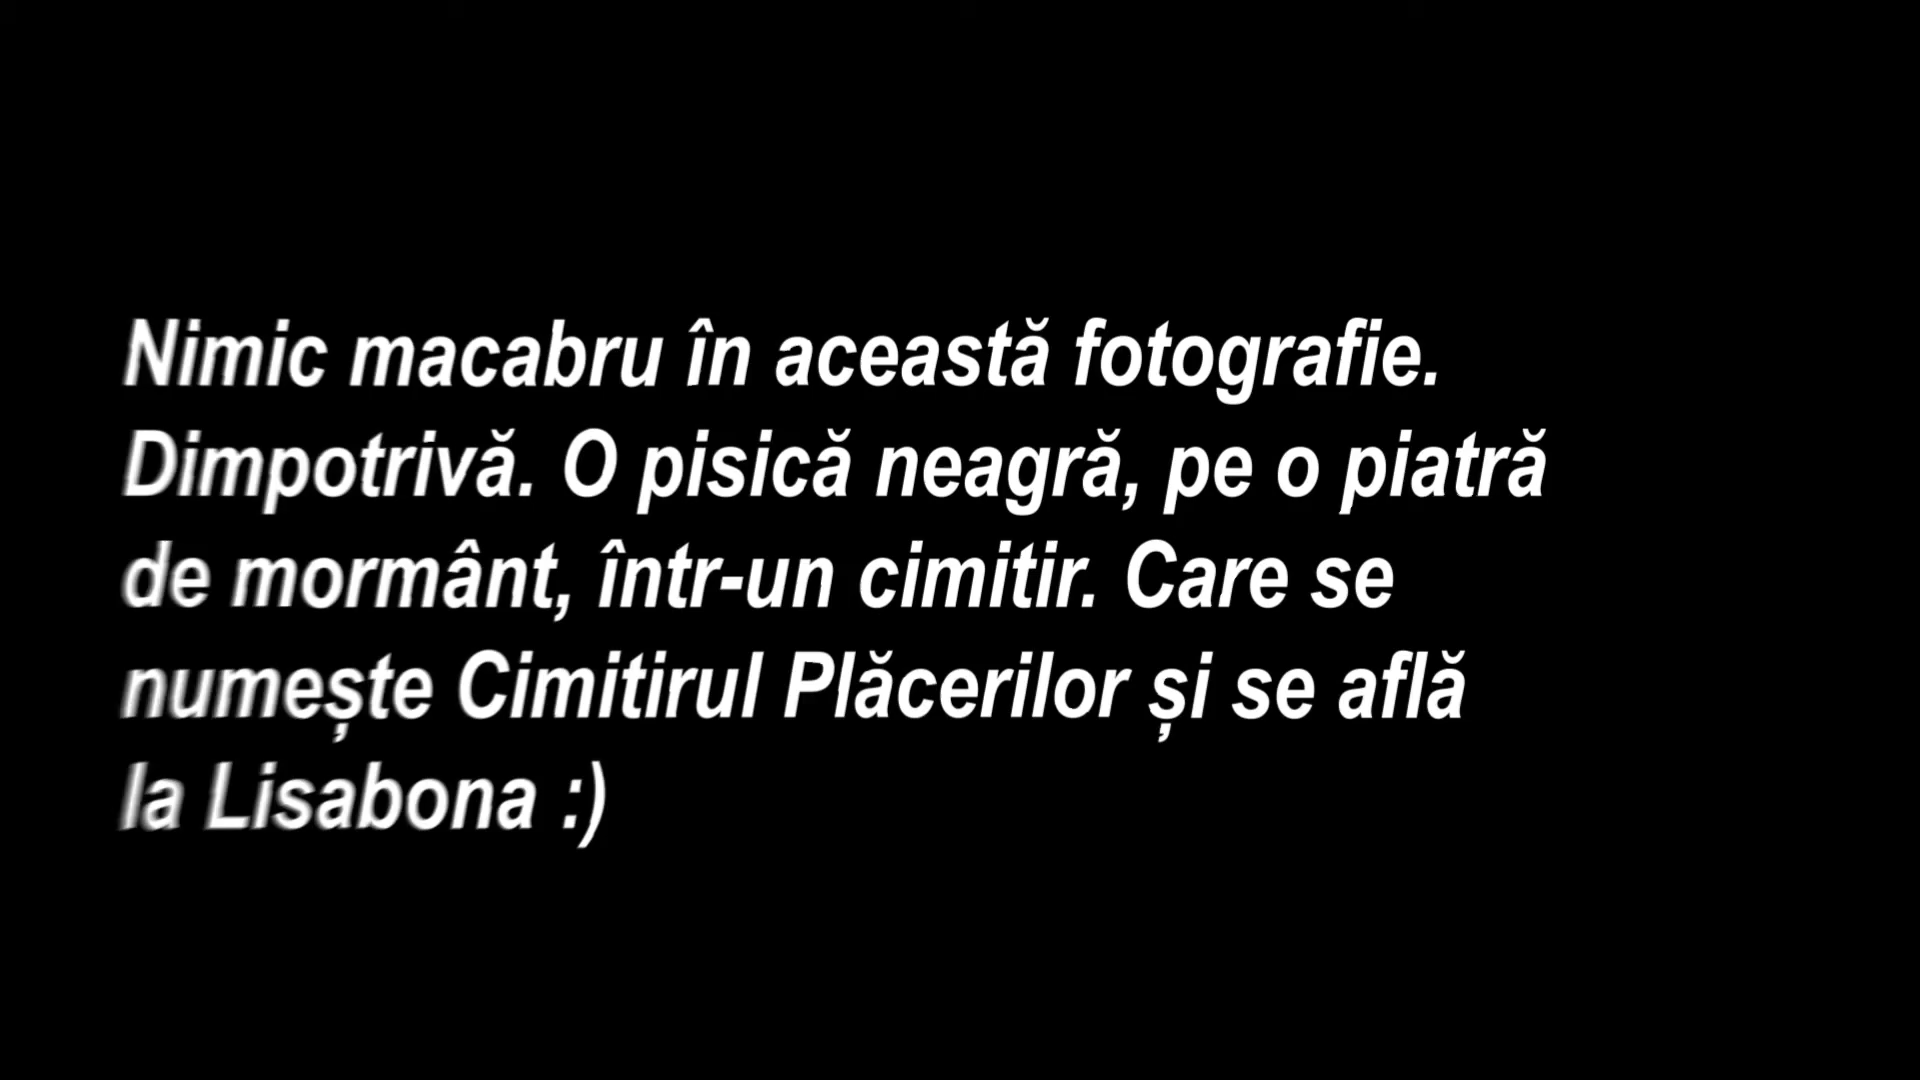 Nimic macabru în această fotografie.
Dimpotrivă. O pisică neagră, pe o piatră
de mormânt, într-un cimitir. Care se
numește Cimitirul Plăcerilor și se află
la Lisabona :)